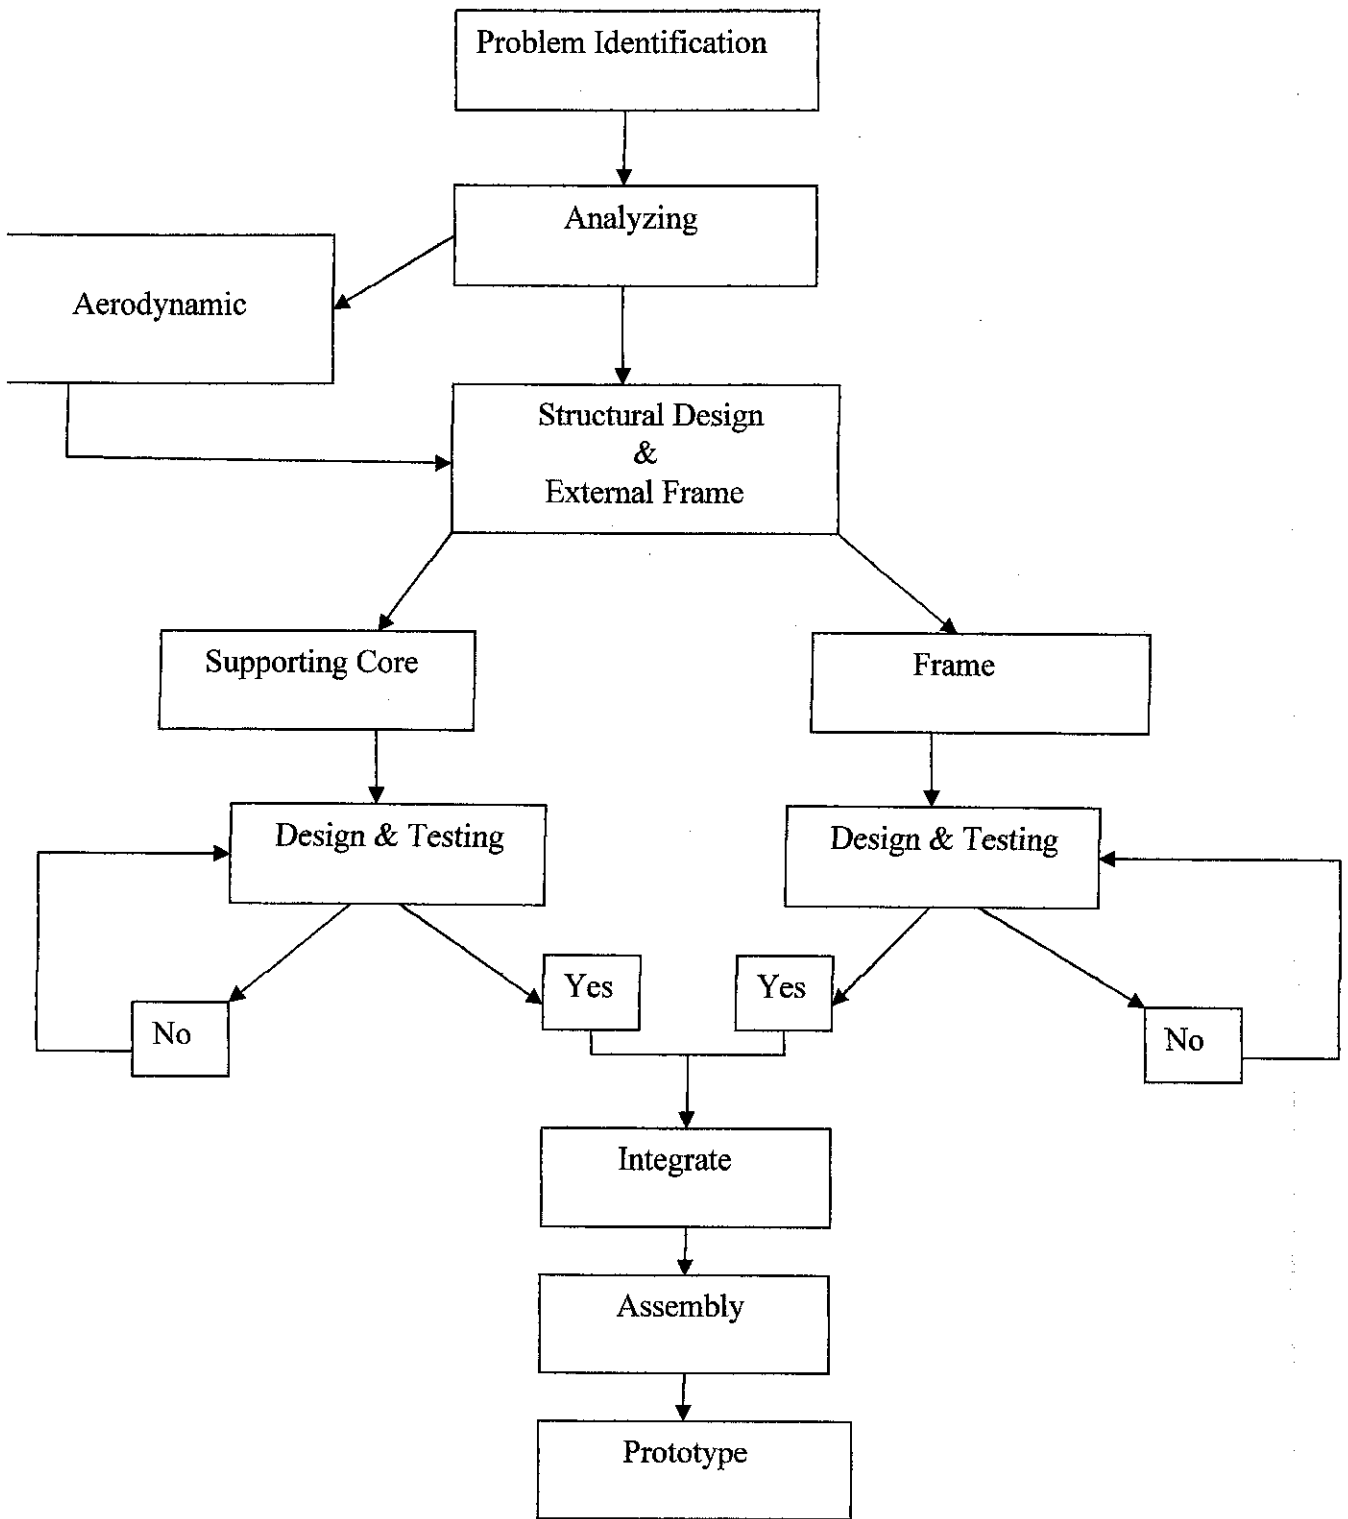 Problem Identification
Analyzing
Aerodynamic
Structural Design
&
External Frame
Supporting Core
Frame
Design & Testing
Design & Testing
Yes
Yes
No
No
Integrate
Assembly
Prototype